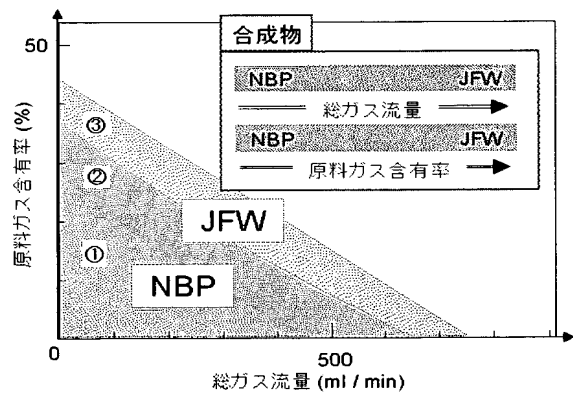 50
合成物
NBP JFW
総ガス流量
NBP JFW
原料ガス含有率
③
②
①
JFW
NBP
原料ガス含有率 (%)
0
500
総ガス流量 (ml / min)